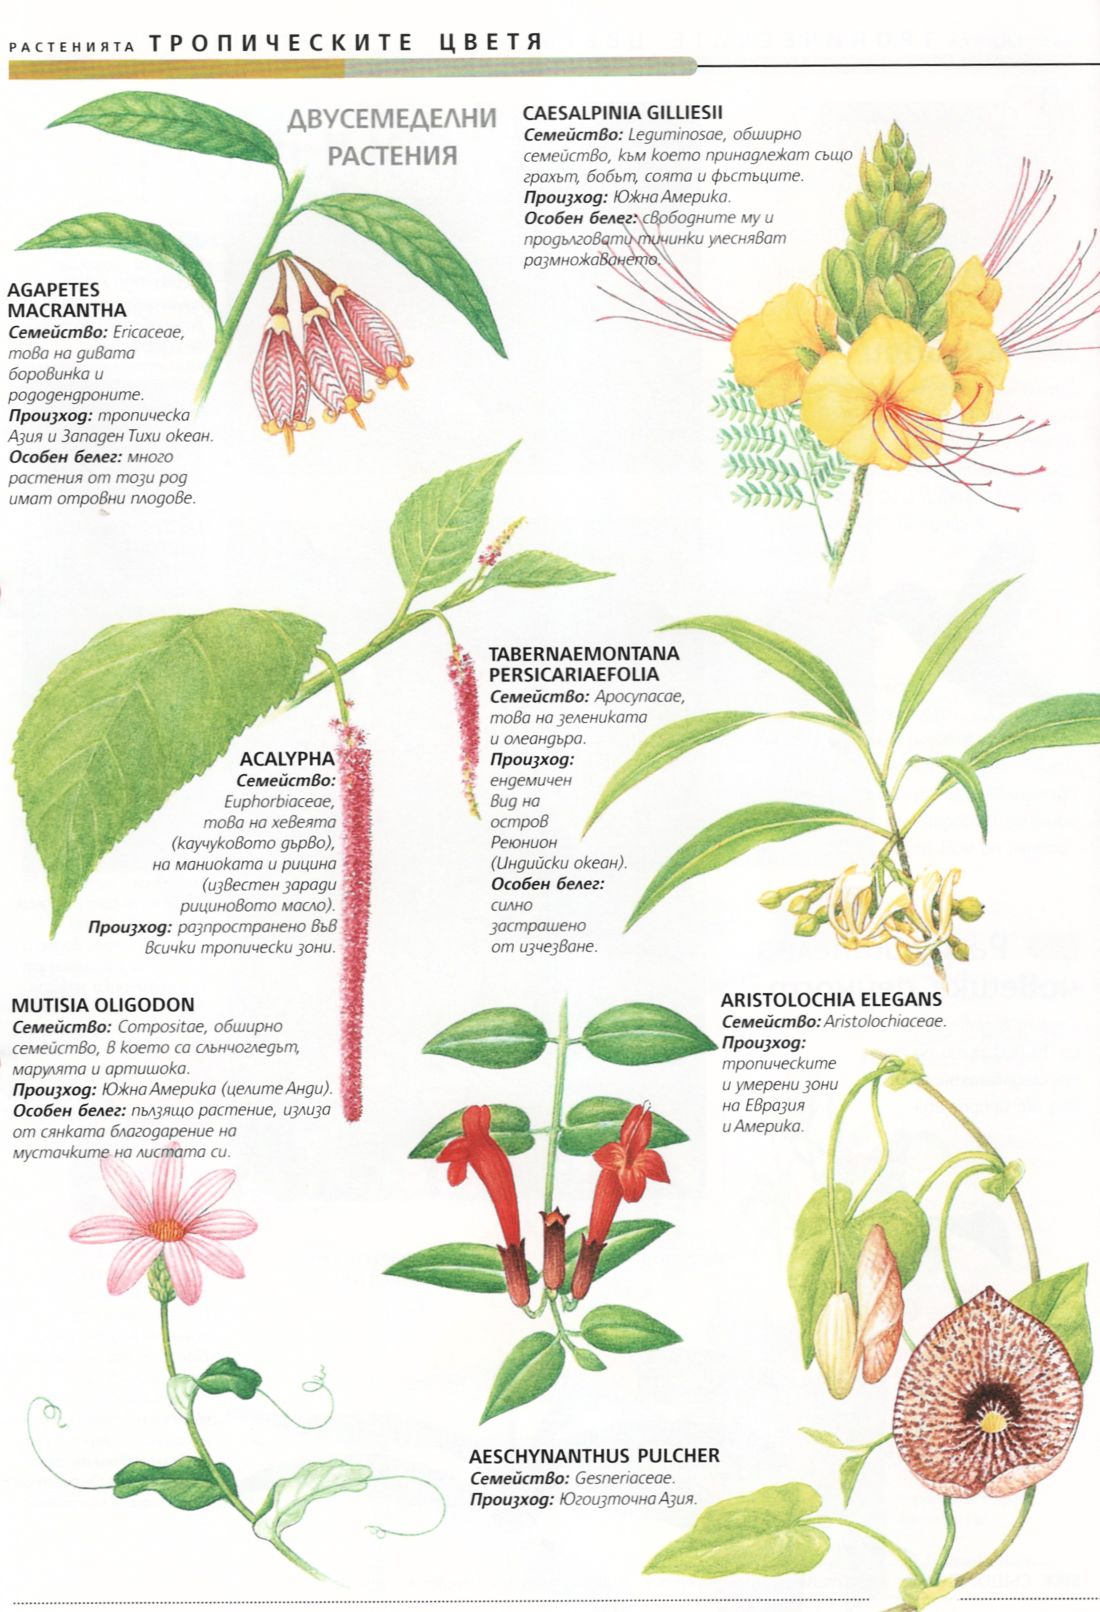 РАСТЕНИЯТА ТРОПИЧЕСКИТЕ ЦВЕТЯ
ДВУСЕМЕДЕЛНИ
РАСТЕНИЯ
CAESALPINIA GILLIESII
Семейство: Leguminosae, обширно
семейство, към което принадлежат също
грахът, бобът, соята и фъстъците.
Произход: Южна Америка.
Особен белег: свободните му и
продълговати тичинки улесняват
размножаването.
AGAPETES
MACRANTHA
Семейство: Ericaceae,
това на дивата
боровинка и
рододендроните.
Произход: тропическа
Азия и Западен Тихи океан.
Особен белег: много
растения от този род
имат отровни плодове.
TABERNAEMONTANA
PERSICARIAEFOLIA
Семейство: Apocynacae,
това на зелениката
и олеандъра.
Произход:
ендемичен
вид на
остров
Реюнион
(Индийски океан).
Особен белег:
силно
застрашено
от изчезване.
ACALYPHA
Семейство:
Euphorbiaceae,
това на хевеята
(каучуковото дърво),
на маниоката и рицина
(известен заради
рициновото масло).
Произход: разпространено във
всички тропически зони.
MUTISIA OLIGODON
Семейство: Compositae, обширно
семейство, в което са слънчогледът,
марулята и артишока.
Произход: Южна Америка (целите Анди).
Особен белег: пълзящо растение, излиза
от сянката благодарение на
мустачките на листата си.
ARISTOLOCHIA ELEGANS
Семейство: Aristolochiaceae.
Произход:
тропическите
и умерени зони
на Евразия
и Америка.
AESCHYNANTHUS PULCHER
Семейство: Gesneriaceae.
Произход: Югоизточна Азия.